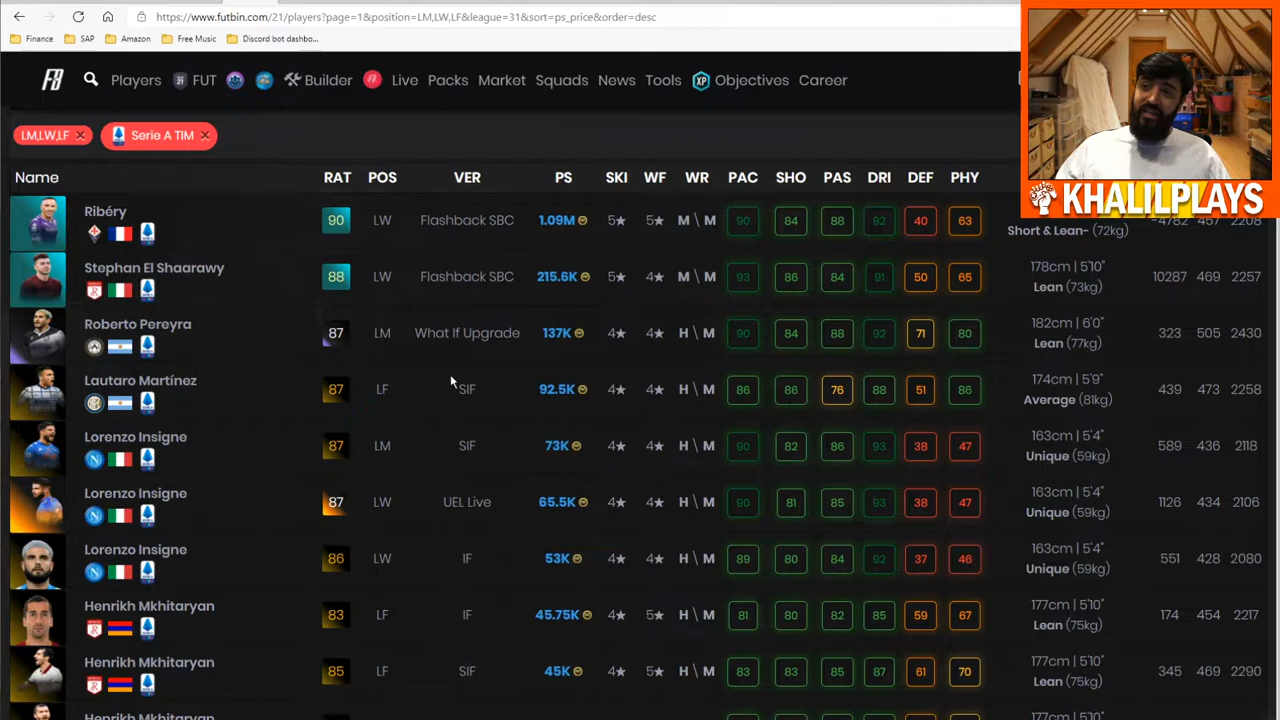 https://www.futbin.com/21/players?page=1&position=LM,LW,LF&league=31&sort=ps_price&order=desc
Finance SAP Amazon Free Music Discord bot dashbo...
Players FUT Builder Live Packs Market Squads News Tools XP Objectives Career
LM,LW,LF Serie A TIM
KHALILPLAYS
Name RAT POS VER PS SKI WF WR PAC SHO PAS DRI DEF PHY
Ribéry 90 LW Flashback SBC 1.09M 5★ 5★ M \ M 90 84 88 92 40 63 Short & Lean- (72kg) -4782 457 2208
Stephan El Shaarawy 88 LW Flashback SBC 215.6K 5★ 4★ M \ M 93 86 84 91 50 65 178cm | 5'10" Lean (73kg) 10287 469 2257
Roberto Pereyra 87 LM What If Upgrade 137K 4★ 4★ H \ M 90 84 88 92 71 80 182cm | 6'0" Lean (77kg) 323 505 2430
Lautaro Martínez 87 LF SIF 92.5K 4★ 4★ H \ M 86 86 76 88 51 86 174cm | 5'9" Average (81kg) 439 473 2258
Lorenzo Insigne 87 LM SIF 73K 4★ 4★ H \ M 90 82 86 93 38 47 163cm | 5'4" Unique (59kg) 589 436 2118
Lorenzo Insigne 87 LW UEL Live 65.5K 4★ 4★ H \ M 90 81 85 93 38 47 163cm | 5'4" Unique (59kg) 1126 434 2106
Lorenzo Insigne 86 LW IF 53K 4★ 4★ H \ M 89 80 84 92 37 46 163cm | 5'4" Unique (59kg) 551 428 2080
Henrikh Mkhitaryan 83 LF IF 45.75K 4★ 5★ H \ M 81 80 82 85 59 67 177cm | 5'10" Lean (75kg) 174 454 2217
Henrikh Mkhitaryan 85 LF SIF 45K 4★ 5★ H \ M 83 83 85 87 61 70 177cm | 5'10" Lean (75kg) 345 469 2290